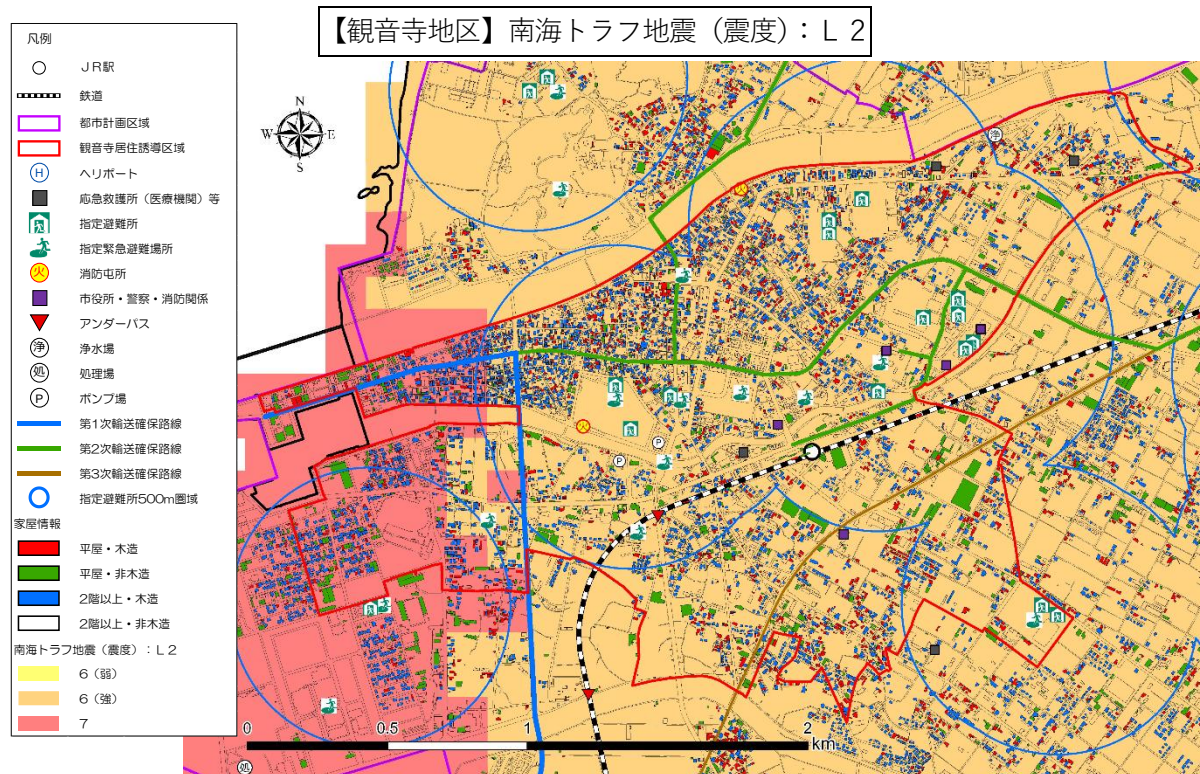 【観音寺地区】南海トラフ地震（震度）：Ｌ２
凡例
ＪＲ駅
鉄道
都市計画区域
観音寺居住誘導区域
H
ヘリポート
応急救護所（医療機関）等
指定避難所
指定緊急避難場所
火
消防屯所
市役所・警察・消防関係
アンダーパス
浄
浄水場
処
処理場
P
ポンプ場
第1次輸送確保路線
第2次輸送確保路線
第3次輸送確保路線
指定避難所500m圏域
家屋情報
平屋・木造
平屋・非木造
2階以上・木造
2階以上・非木造
南海トラフ地震（震度）：Ｌ２
6（弱）
6（強）
7
N
W
E
S
浄
火
火
P
P
処
0
0.5
1
2
km